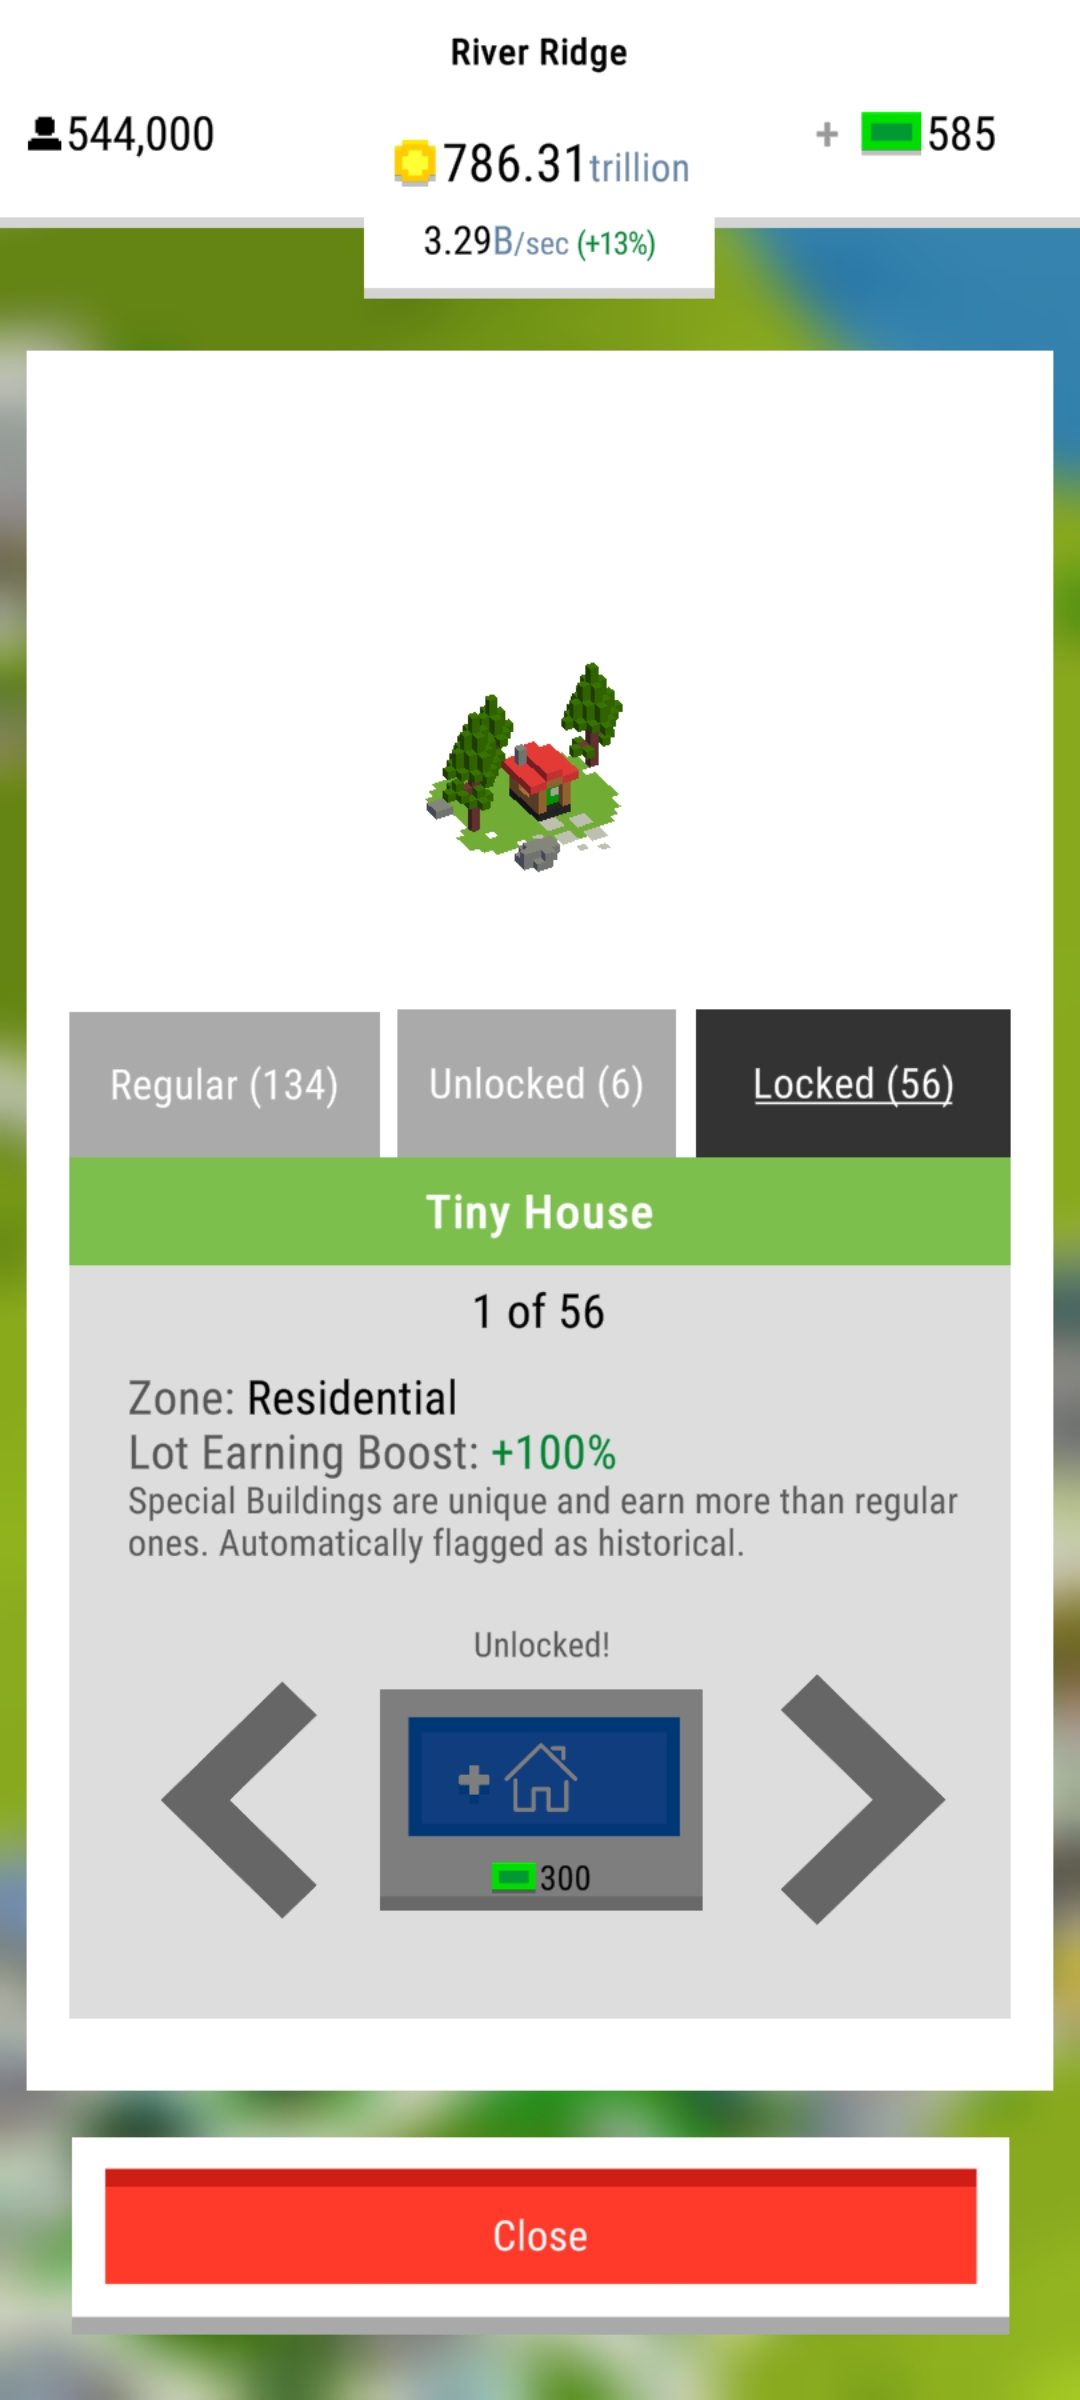 River Ridge
544,000
786.31trillion
+ 585
3.29B/sec (+13%)
Regular (134)
Unlocked (6)
Locked (56)
Tiny House
1 of 56
Zone: Residential
Lot Earning Boost: +100%
Special Buildings are unique and earn more than regular
ones. Automatically flagged as historical.
Unlocked!
+
300
Close